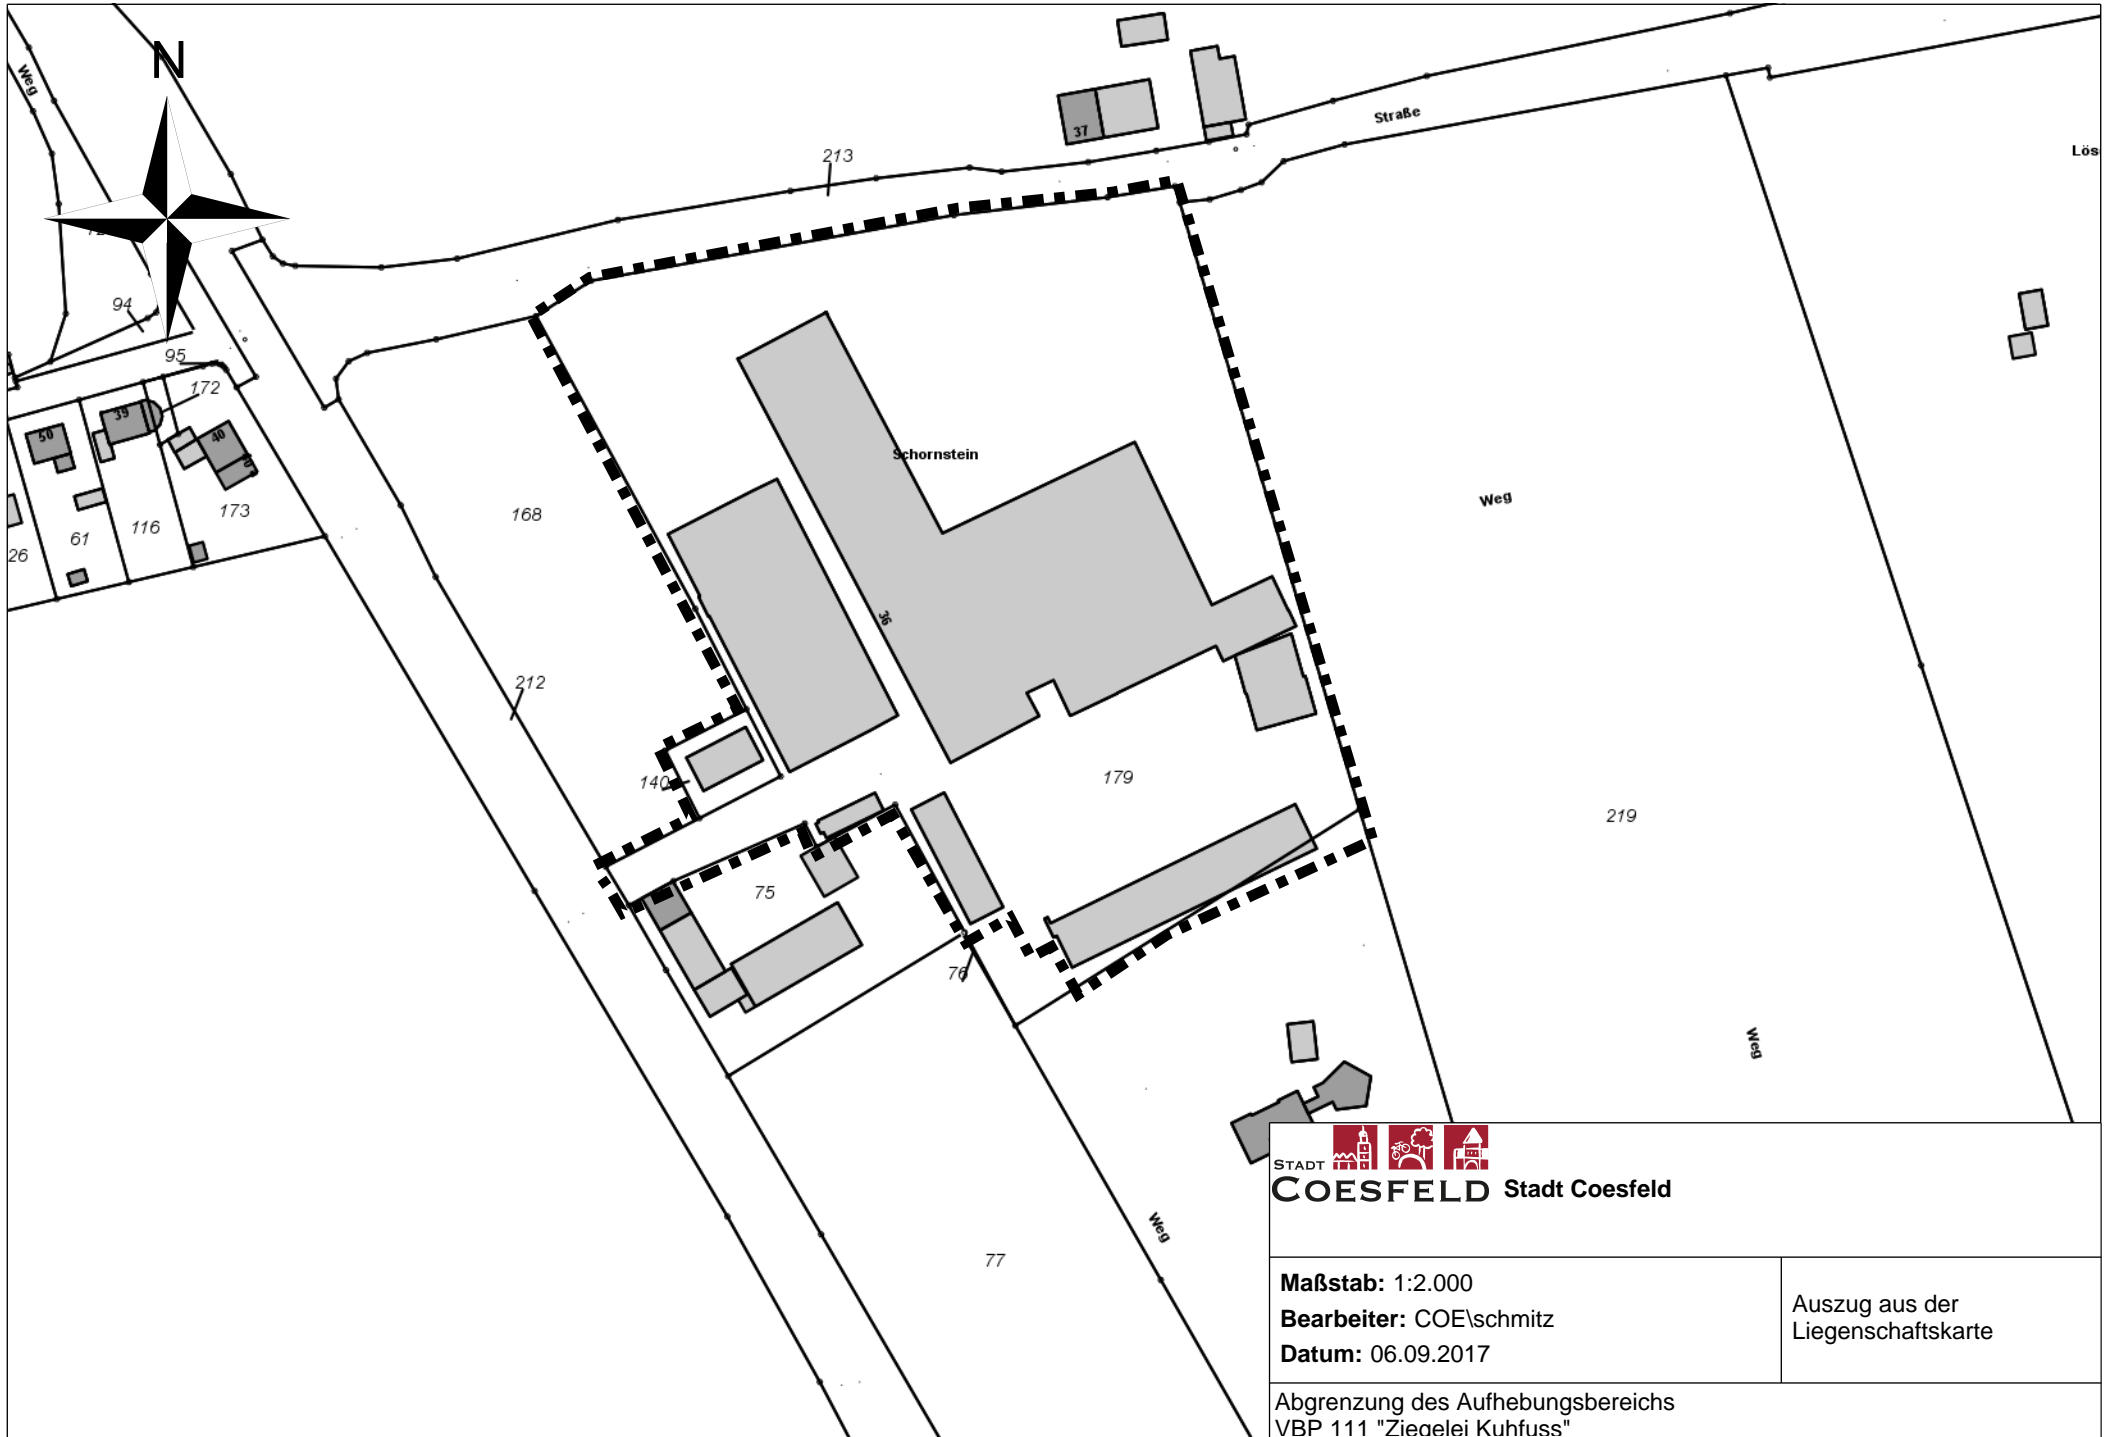 N
Weg
213
37
Straße
Lös
94
95
172
39
50
40
168
Schornstein
Weg
26
61
116
173
36
212
140
179
219
75
76
Weg
Weg
77
STADT
COESFELD
Stadt Coesfeld
Maßstab: 1:2.000
Bearbeiter: COE\schmitz
Datum: 06.09.2017
Auszug aus der
Liegenschaftskarte
Abgrenzung des Aufhebungsbereichs
VBP 111 "Ziegelei Kuhfuss"